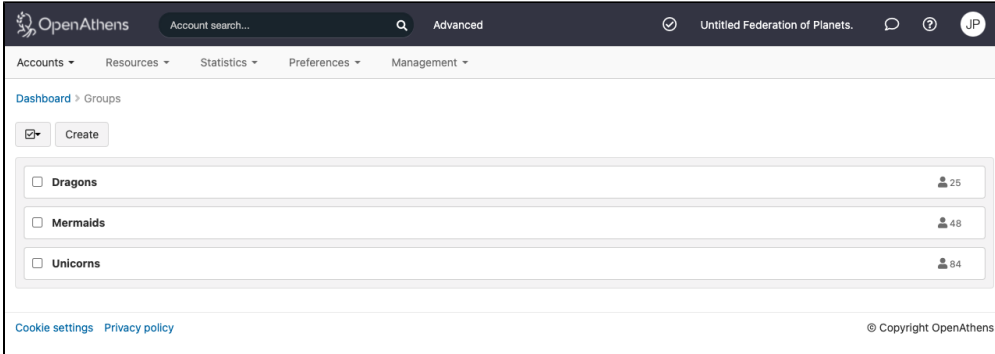 OpenAthens Account search... Advanced Untitled Federation of Planets. JP
Accounts Resources Statistics Preferences Management
Dashboard > Groups
Create
Dragons 25
Mermaids 48
Unicorns 84
Cookie settings Privacy policy © Copyright OpenAthens